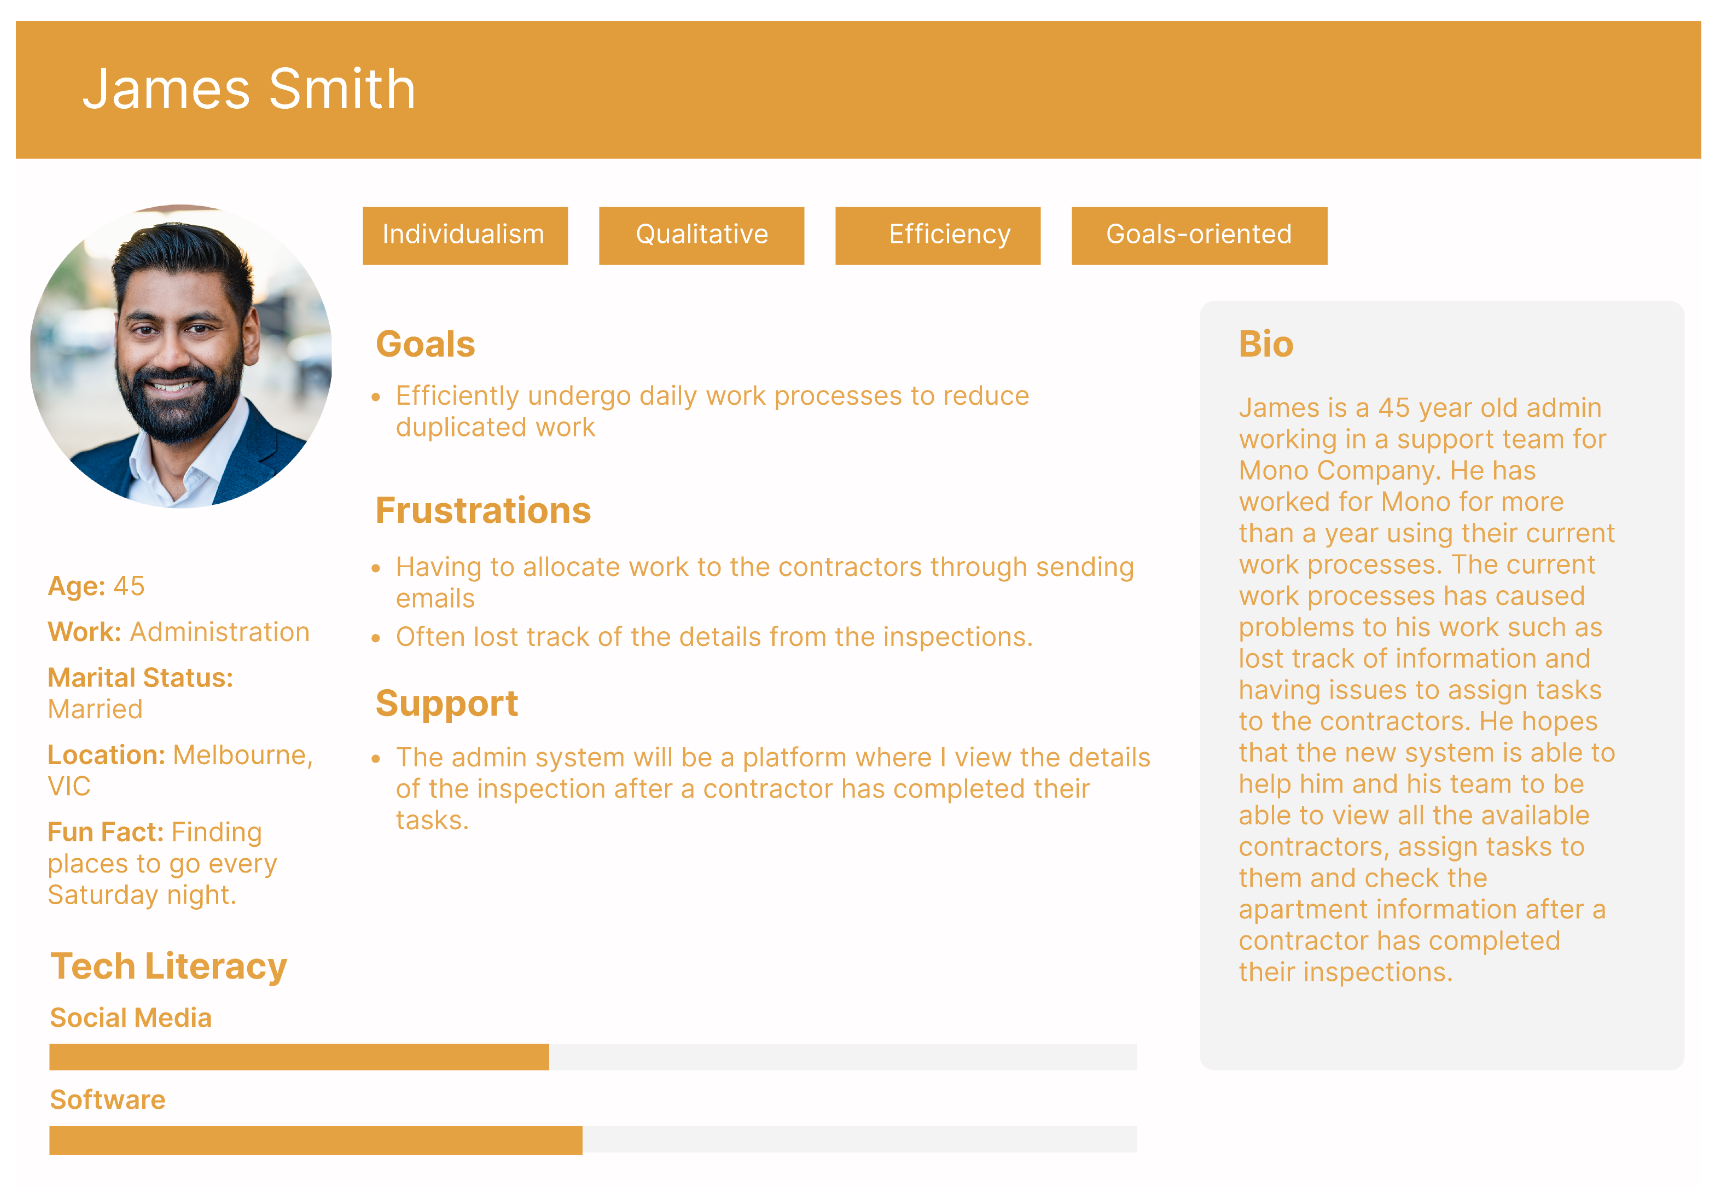 James Smith
Individualism
Qualitative
Efficiency
Goals-oriented
Goals
• Efficiently undergo daily work processes to reduce
duplicated work
Frustrations
• Having to allocate work to the contractors through sending
emails
• Often lost track of the details from the inspections.
Support
• The admin system will be a platform where I view the details
of the inspection after a contractor has completed their
tasks.
Bio
James is a 45 year old admin
working in a support team for
Mono Company. He has
worked for Mono for more
than a year using their current
work processes. The current
work processes has caused
problems to his work such as
lost track of information and
having issues to assign tasks
to the contractors. He hopes
that the new system is able to
help him and his team to be
able to view all the available
contractors, assign tasks to
them and check the
apartment information after a
contractor has completed
their inspections.
Age: 45
Work: Administration
Marital Status:
Married
Location: Melbourne,
VIC
Fun Fact: Finding
places to go every
Saturday night.
Tech Literacy
Social Media
Software